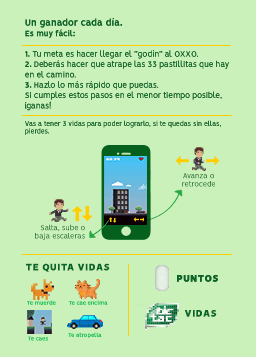 Un ganador cada día.
Es muy fácil:
1. Tu meta es hacer llegar el "godín" al OXXO.
2. Deberás hacer que atrape las 33 pastillitas que hay
en el camino.
3. Hazlo lo más rápido que puedas.
Si cumples estos pasos en el menor tiempo posible,
¡ganas!
Vas a tener 3 vidas para poder lograrlo, si te quedas sin ellas,
pierdes.
Avanza o
retrocede
Salta, sube o
baja escaleras
TE QUITA VIDAS
Te muerde
Te cae encima
Te caes
Te atropella
PUNTOS
VIDAS